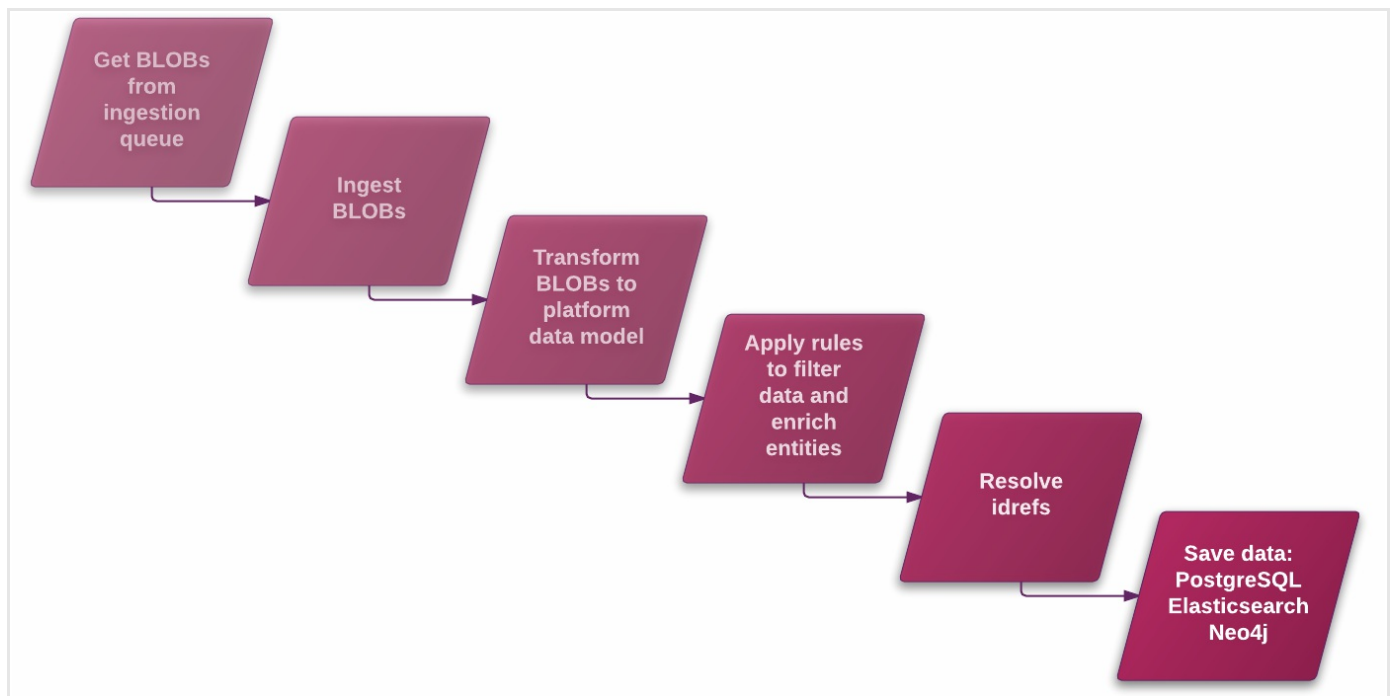 Get BLOBs
from
ingestion
queue
Ingest
BLOBs
Transform
BLOBs to
platform
data model
Apply rules
to filter
data and
enrich
entities
Resolve
idrefs
Save data:
PostgreSQL
Elasticsearch
Neo4j